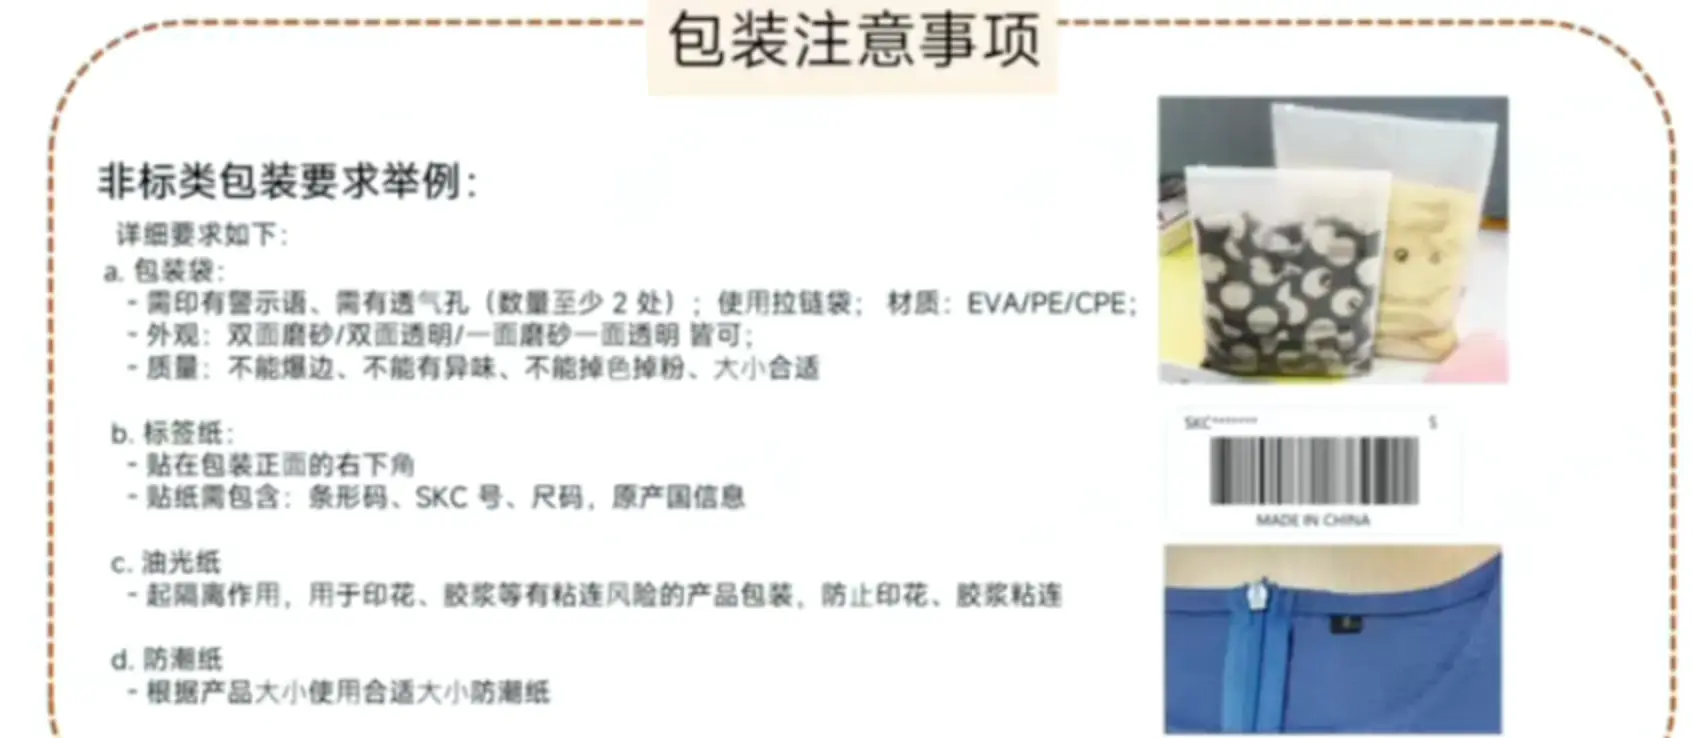 包装注意事项
非标类包装要求举例：
详细要求如下：
a. 包装袋：
- 需印有警示语、需有透气孔（数量至少 2 处）；使用拉链袋； 材质：EVA/PE/CPE；
- 外观：双面磨砂/双面透明/一面磨砂一面透明 皆可；
- 质量：不能爆边、不能有异味、不能掉色掉粉、大小合适
b. 标签纸：
- 贴在包装正面的右下角
- 贴纸需包含：条形码、SKC 号、尺码，原产国信息
c. 油光纸
- 起隔离作用，用于印花、胶浆等有粘连风险的产品包装，防止印花、胶浆粘连
d. 防潮纸
- 根据产品大小使用合适大小防潮纸
SKC******* S
MADE IN CHINA